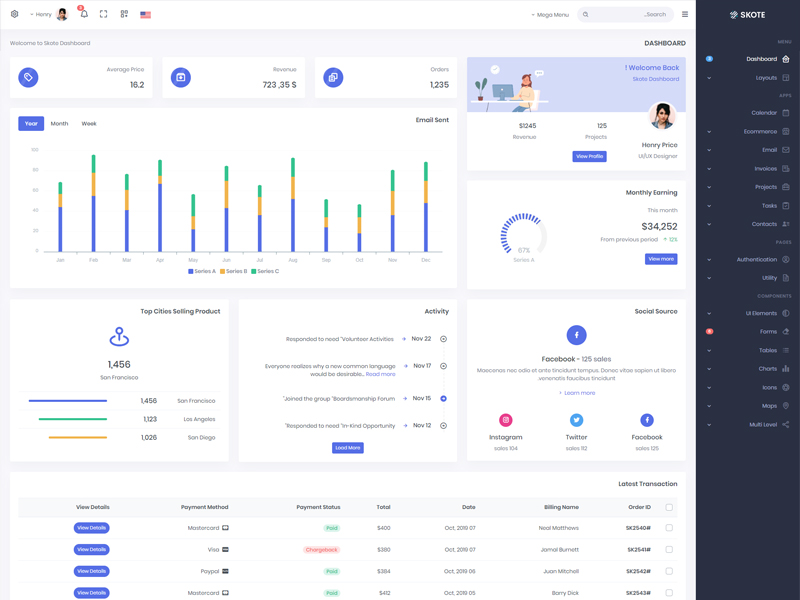 Henry
8
Mega Menu
Search...
SKOTE
Welcome to Skote Dashboard
DASHBOARD
MENU
Dashboard
Layouts
APPS
Calendar
Ecommerce
Email
Invoices
Projects
Tasks
Contacts
PAGES
Authentication
Utility
COMPONENTS
UI Elements
Forms
Tables
Charts
Icons
Maps
Multi Level
Average Price
16.2
Revenue
$ 35, 723
Orders
1,235
! Welcome Back
Skote Dashboard
$1245
Revenue
125
Projects
View Profile
Henry Price
UI/UX Designer
Year
Month
Week
Email Sent
100
80
60
40
20
0
Jan
Feb
Mar
Apr
May
Jun
Jul
Aug
Sep
Oct
Nov
Dec
Series A
Series B
Series C
Monthly Earning
This month
$34,252
From previous period
12%
View more
67%
Series A
Top Cities Selling Product
1,456
San Francisco
1,456 San Francisco
1,123 Los Angeles
1,026 San Diego
Activity
Responded to need "Volunteer Activities → Nov 22
Everyone realizes why a new common language → Nov 17
would be desirable... Read more
"Joined the group "Boardsmanship Forum → Nov 15
"Responded to need "In-Kind Opportunity → Nov 12
Load More
Social Source
Facebook - 125 sales
Maecenas nec odio et ante tincidunt tempus. Donec vitae sapien ut libero
venenatis faucibus tincidunt
Learn more
Instagram
sales 104
Twitter
sales 112
Facebook
sales 125
Latest Transaction
View Details Payment Method Payment Status Total Date Billing Name Order ID
View Details Mastercard Paid $400 Oct, 2019 07 Neal Matthews SK2540#
View Details Visa Chargeback $380 Oct, 2019 07 Jamal Burnett SK2541#
View Details Paypal Paid $384 Oct, 2019 06 Juan Mitchell SK2542#
View Details Mastercard Paid $412 Oct, 2019 05 Barry Dick SK2543#